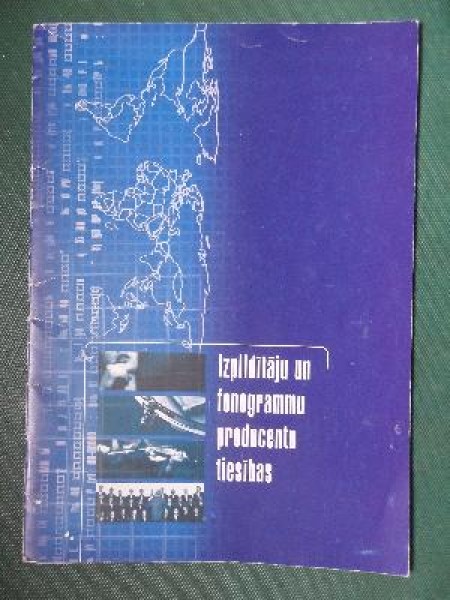 Izpildītāju un
fonogrammu
producentu
tiesības